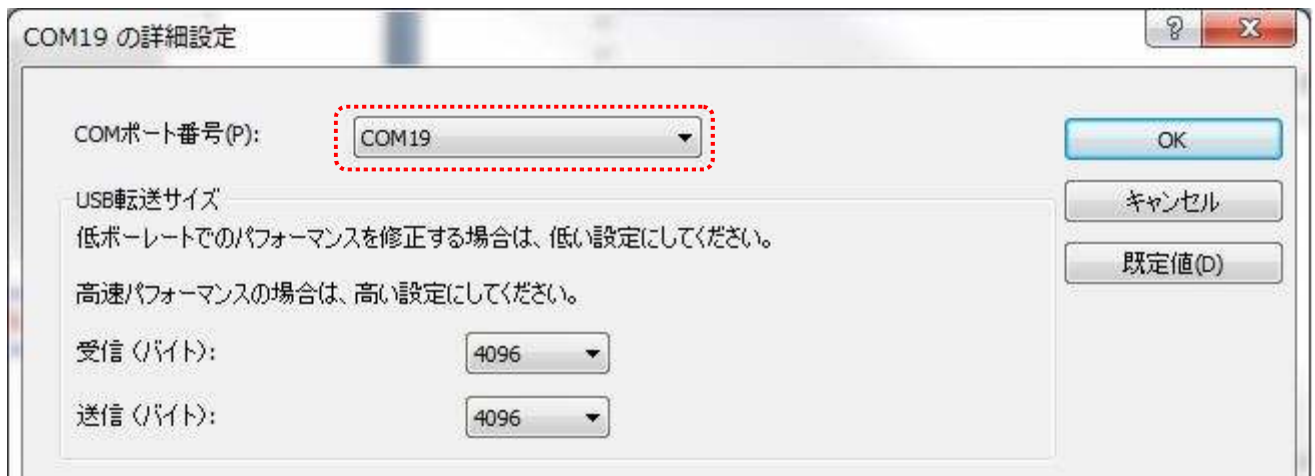 COM19 の詳細設定
COMポート番号(P):
COM19
OK
USB転送サイズ
キャンセル
低ボーレートでのパフォーマンスを修正する場合は、低い設定にしてください。
既定値(D)
高速パフォーマンスの場合は、高い設定にしてください。
受信 (バイト):
4096
送信 (バイト):
4096